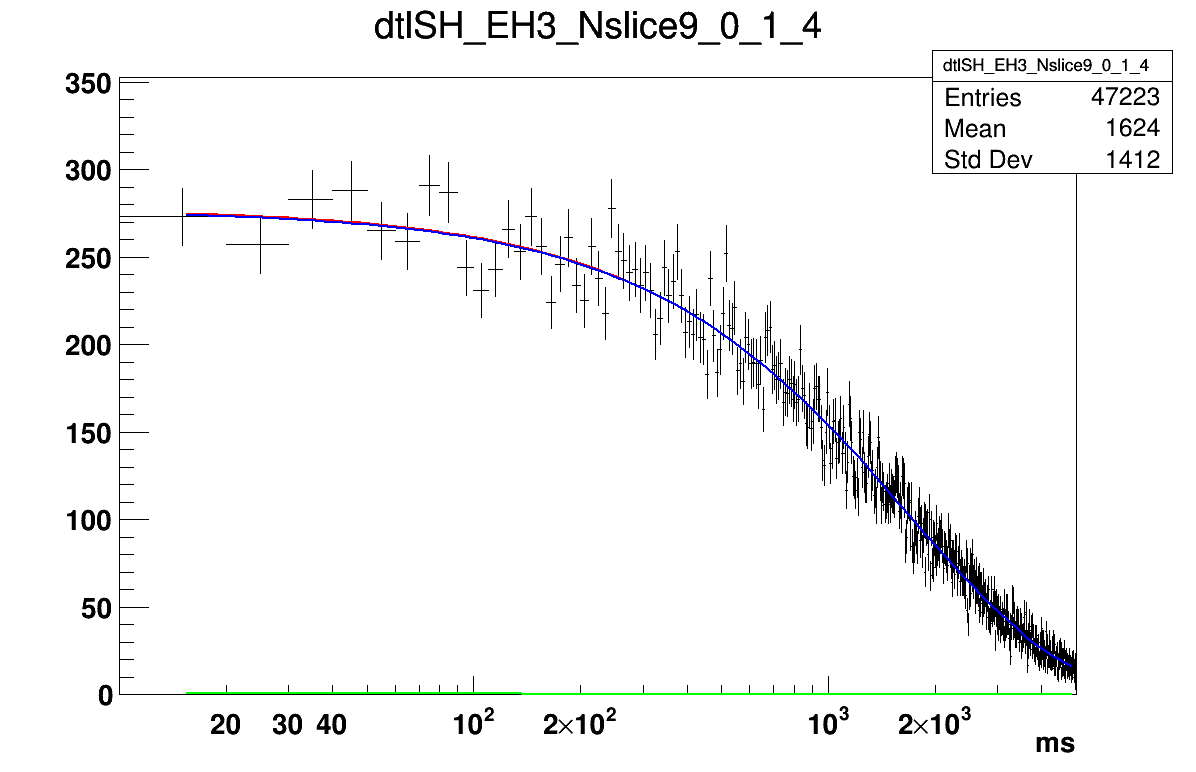 dtlSH_EH3_Nslice9_0_1_4
dtlSH_EH3_Nslice9_0_1_4
Entries 47223
Mean 1624
Std Dev 1412
350
300
250
200
150
100
50
0
20 30 40 10² 2×10² 10³ 2×10³
ms